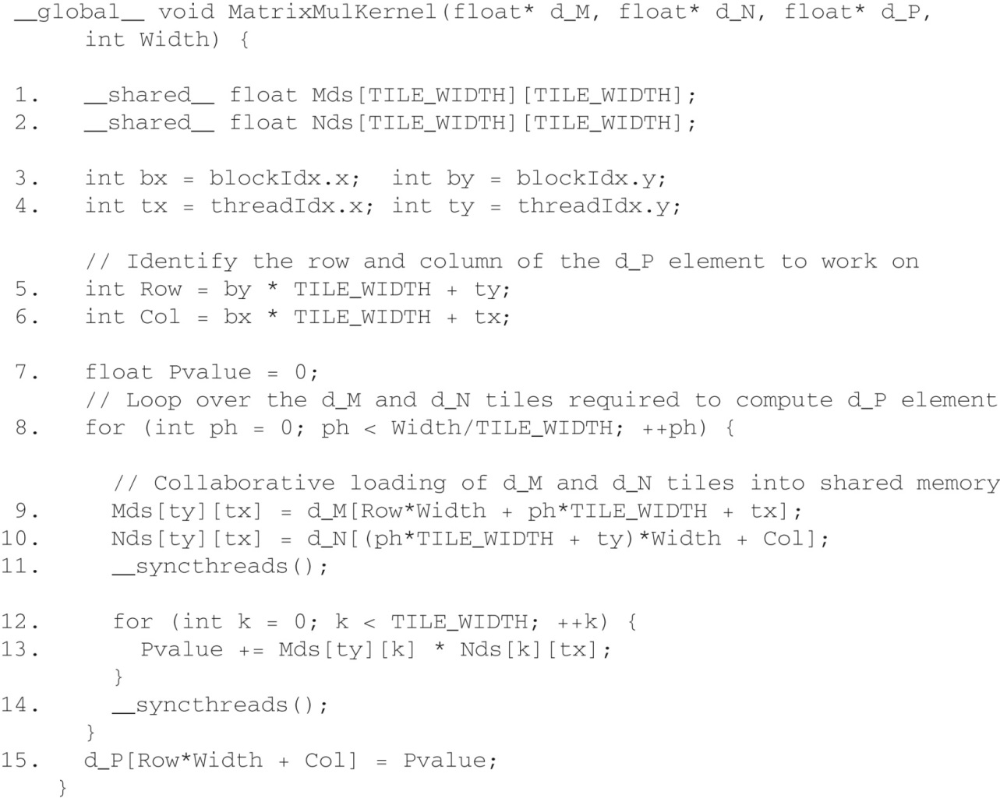 __global__ void MatrixMulKernel(float* d_M, float* d_N, float* d_P,
int Width) {
1. __shared__ float Mds[TILE_WIDTH][TILE_WIDTH];
2. __shared__ float Nds[TILE_WIDTH][TILE_WIDTH];
3. int bx = blockIdx.x; int by = blockIdx.y;
4. int tx = threadIdx.x; int ty = threadIdx.y;
// Identify the row and column of the d_P element to work on
5. int Row = by * TILE_WIDTH + ty;
6. int Col = bx * TILE_WIDTH + tx;
7. float Pvalue = 0;
// Loop over the d_M and d_N tiles required to compute d_P element
8. for (int ph = 0; ph < Width/TILE_WIDTH; ++ph) {
// Collaborative loading of d_M and d_N tiles into shared memory
9. Mds[ty][tx] = d_M[Row*Width + ph*TILE_WIDTH + tx];
10. Nds[ty][tx] = d_N[(ph*TILE_WIDTH + ty)*Width + Col];
11. __syncthreads();
12. for (int k = 0; k < TILE_WIDTH; ++k) {
13. Pvalue += Mds[ty][k] * Nds[k][tx];
}
14. __syncthreads();
}
15. d_P[Row*Width + Col] = Pvalue;
}